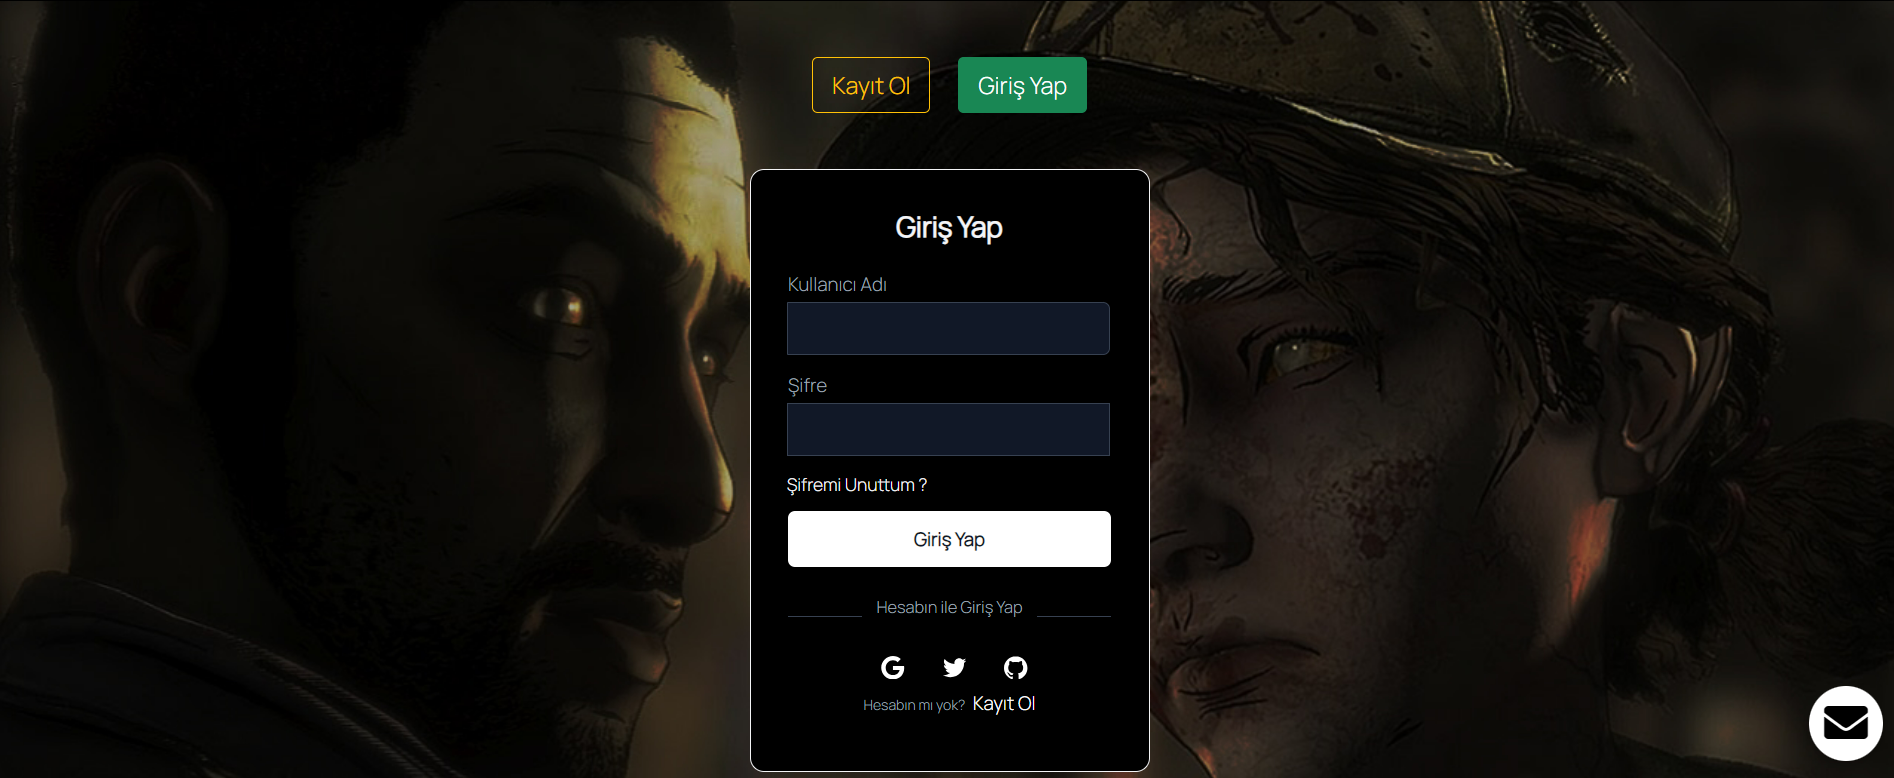 Kayıt Ol
Giriş Yap
Giriş Yap
Kullanıcı Adı
Şifre
Şifremi Unuttum ?
Giriş Yap
Hesabın ile Giriş Yap
Hesabın mı yok? Kayıt Ol